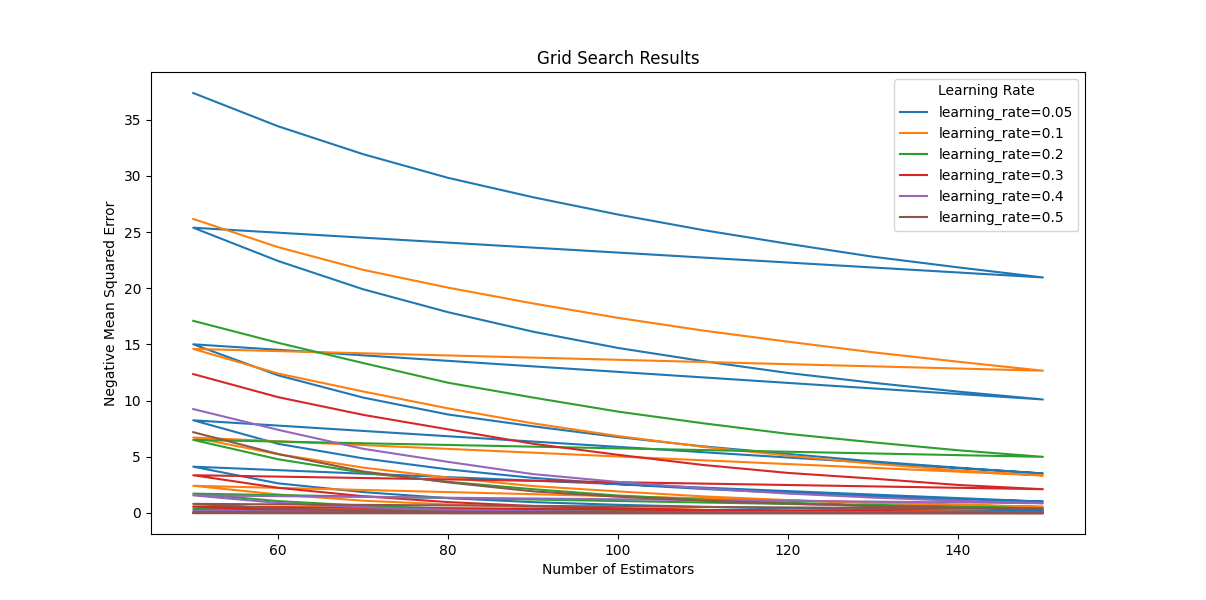 Grid Search Results
Negative Mean Squared Error
35
30
25
20
15
10
5
0
60
80
100
120
140
Number of Estimators
Learning Rate
learning_rate=0.05
learning_rate=0.1
learning_rate=0.2
learning_rate=0.3
learning_rate=0.4
learning_rate=0.5